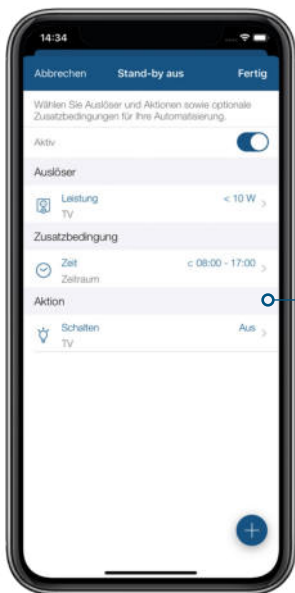 14:34
Abbrechen Stand-by aus Fertig
Wählen Sie Auslöser und Aktionen sowie optionale
Zusatzbedingungen für Ihre Automatisierung.
Aktiv
Auslöser
Leistung < 10 W
TV
Zusatzbedingung
Zeit c 08:00 - 17:00
Zeitraum
Aktion
Schalten Aus
TV